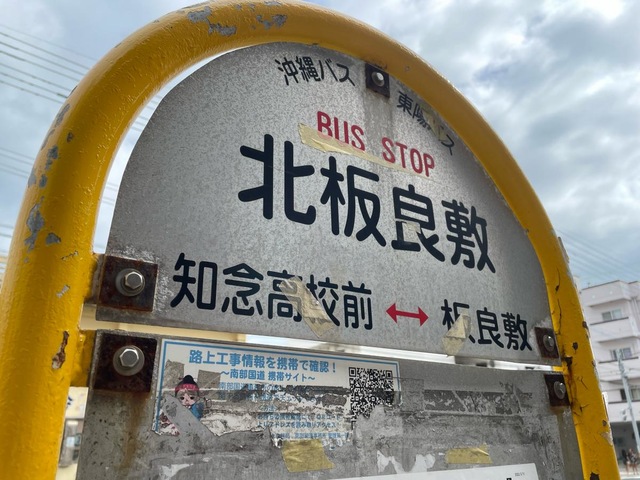 沖縄バス
東陽バス
BUS STOP
北板良敷
知念高校前 ↔ 板良敷
路上工事情報を携帯で確認！
～南部国道 携帯サイト～